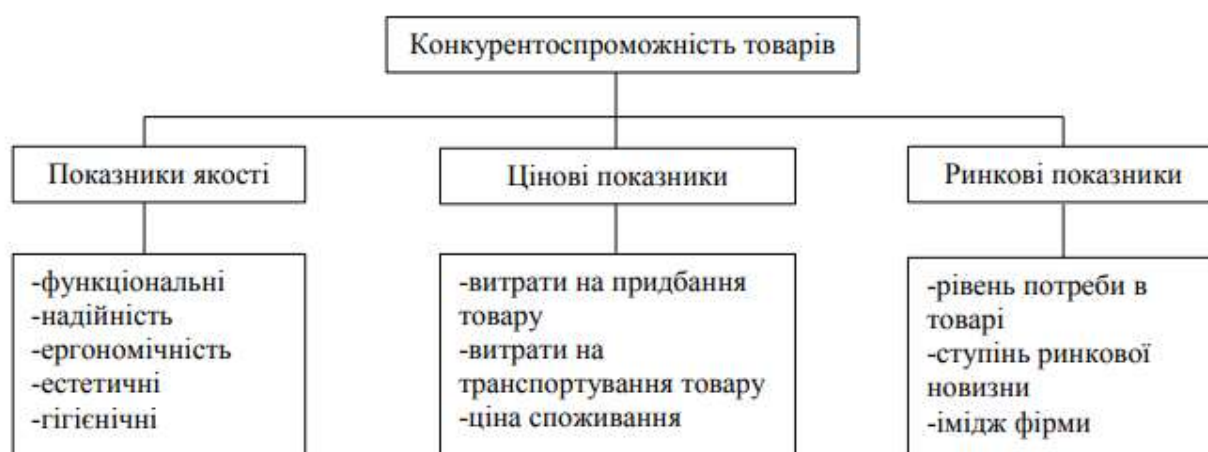 Конкурентоспроможність товарів
Показники якості
Цінові показники
Ринкові показники
-функціональні
-надійність
-ергономічність
-естетичні
-гігієнічні
-витрати на придбання
товару
-витрати на
транспортування товару
-ціна споживання
-рівень потреби в
товарі
-ступінь ринкової
новизни
-імідж фірми